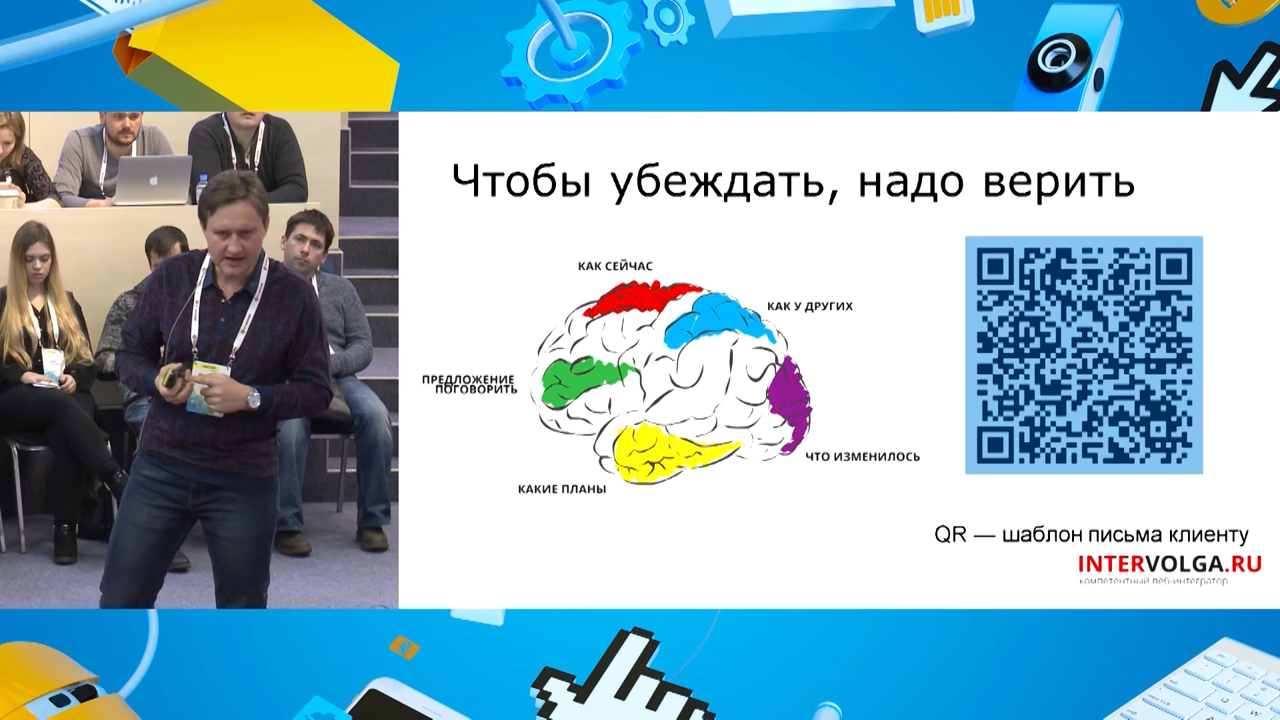 Чтобы убеждать, надо верить
КАК СЕЙЧАС
КАК У ДРУГИХ
ПРЕДЛОЖЕНИЕ
ПОГОВОРИТЬ
ЧТО ИЗМЕНИЛОСЬ
КАКИЕ ПЛАНЫ
QR — шаблон письма клиенту
INTERVOLGA.RU
компетентный веб-интегратор